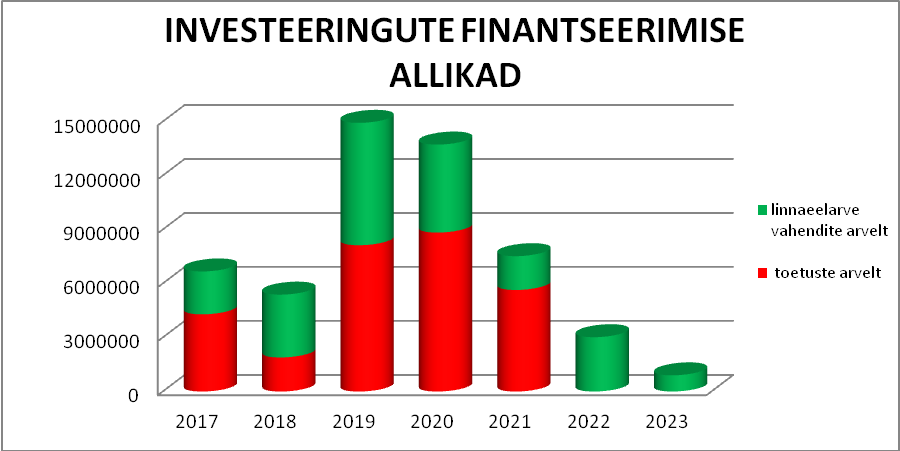 INVESTEERINGUTE FINANTSEERIMISE
ALLIKAD
15000000
12000000
9000000
6000000
3000000
0
2017 2018 2019 2020 2021 2022 2023
linnaeelarve
vahendite arvelt
toetuste arvelt